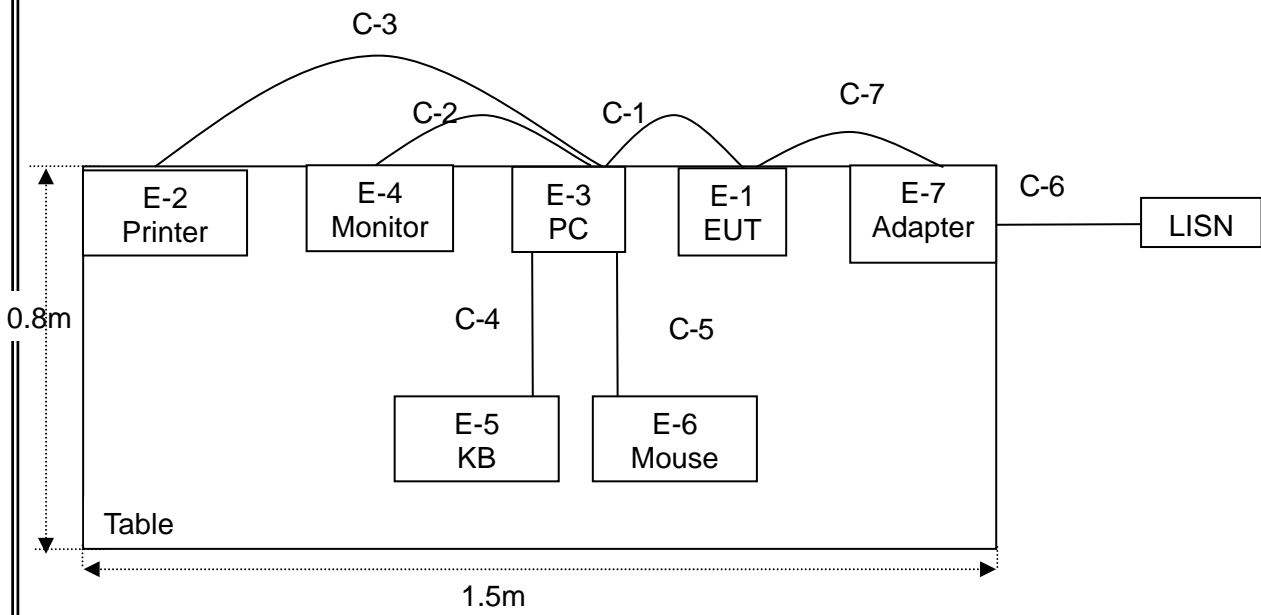 C-3
C-7
C-2
C-1
E-2
Printer
E-4
Monitor
E-3
PC
E-1
EUT
E-7
Adapter
C-6
LISN
0.8m
C-4
C-5
E-5
KB
E-6
Mouse
Table
1.5m